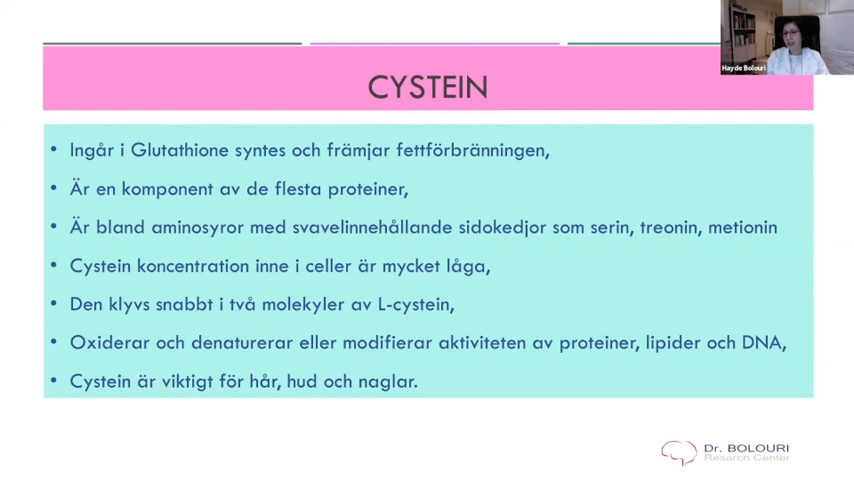 Hayde Bolouri
CYSTEIN
• Ingår i Glutathione syntes och främjar fettförbränningen,
• Är en komponent av de flesta proteiner,
• Är bland aminosyror med svavelinnehållande sidokedjor som serin, treonin, metionin
• Cystein koncentration inne i celler är mycket låga,
• Den klyvs snabbt i två molekyler av L-cystein,
• Oxiderar och denaturerar eller modifierar aktiviteten av proteiner, lipider och DNA,
• Cystein är viktigt för hår, hud och naglar.
Dr. BOLOURI
Resarch Center